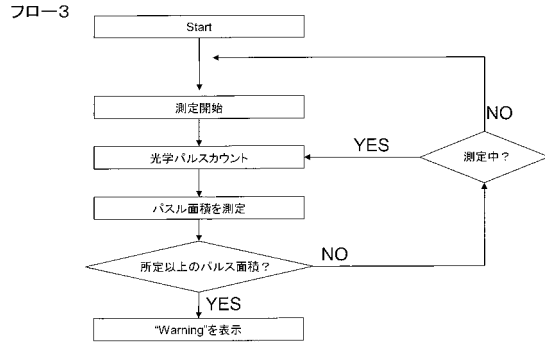 フロー3
Start
測定開始
NO
光学パルスカウント
YES
測定中?
パスル面積を測定
所定以上のパルス面積?
NO
YES
"Warning"を表示